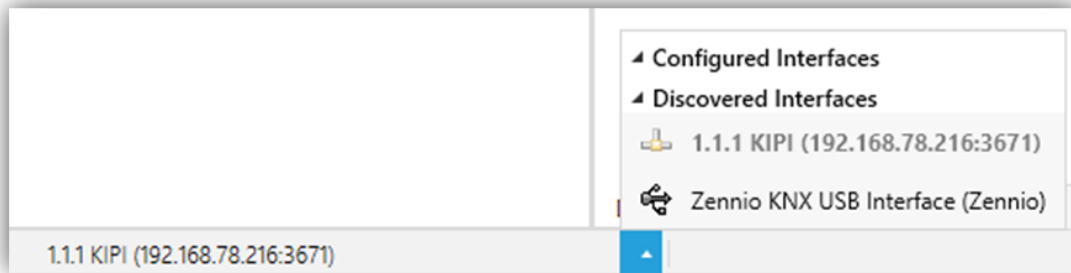 Configured Interfaces
Discovered Interfaces
1.1.1 KIPI (192.168.78.216:3671)
Zennio KNX USB Interface (Zennio)
1.1.1 KIPI (192.168.78.216:3671)